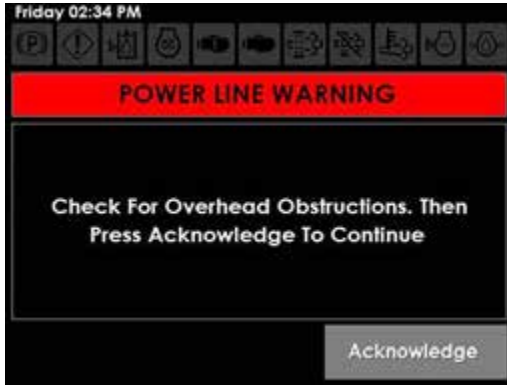 Friday 02:34 PM
POWER LINE WARNING
Check For Overhead Obstructions. Then
Press Acknowledge To Continue
Acknowledge